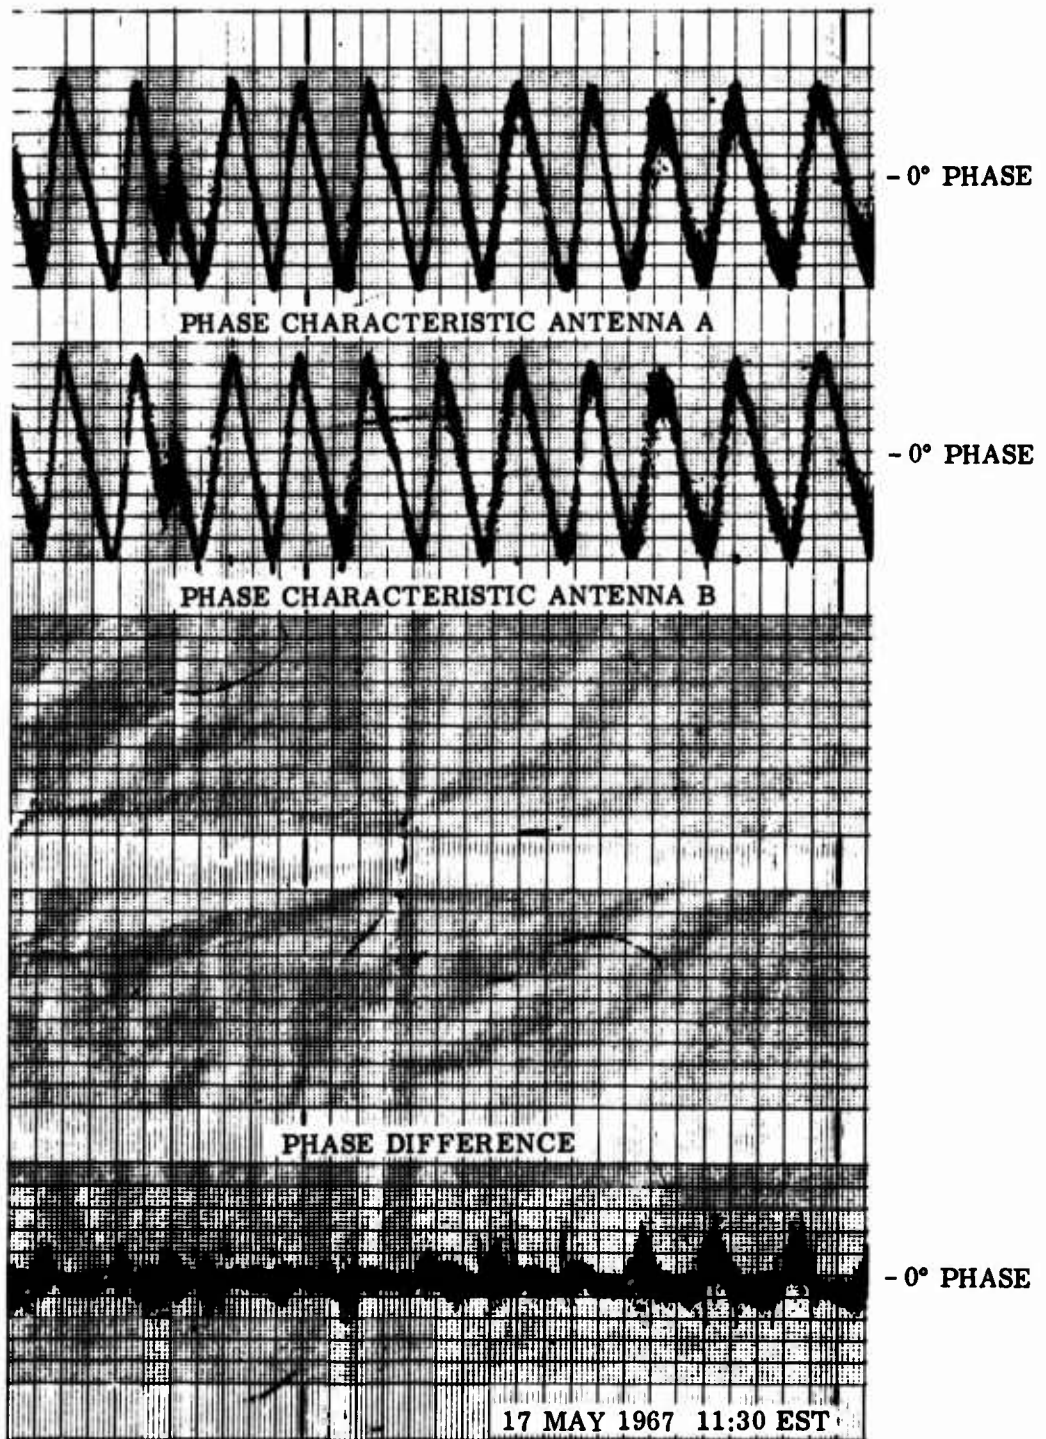 - 0° PHASE
PHASE CHARACTERISTIC ANTENNA A
- 0° PHASE
PHASE CHARACTERISTIC ANTENNA B
PHASE DIFFERENCE
- 0° PHASE
17 MAY 1967 11:30 EST